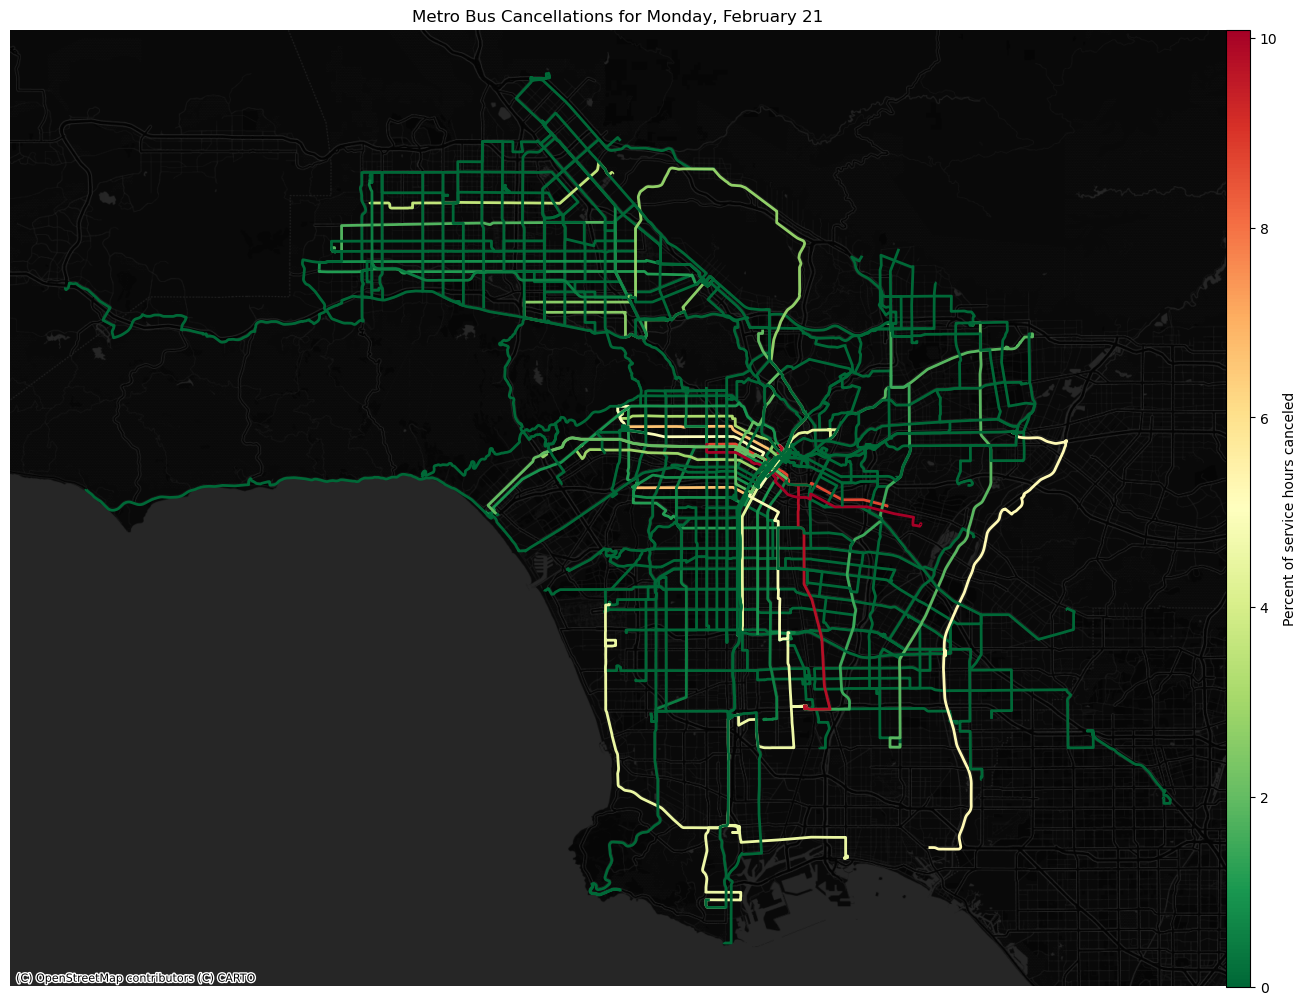 Metro Bus Cancellations for Monday, February 21
10
8
6
4
2
0
Percent of service hours canceled
(C) OpenStreetMap contributors (C) CARTO